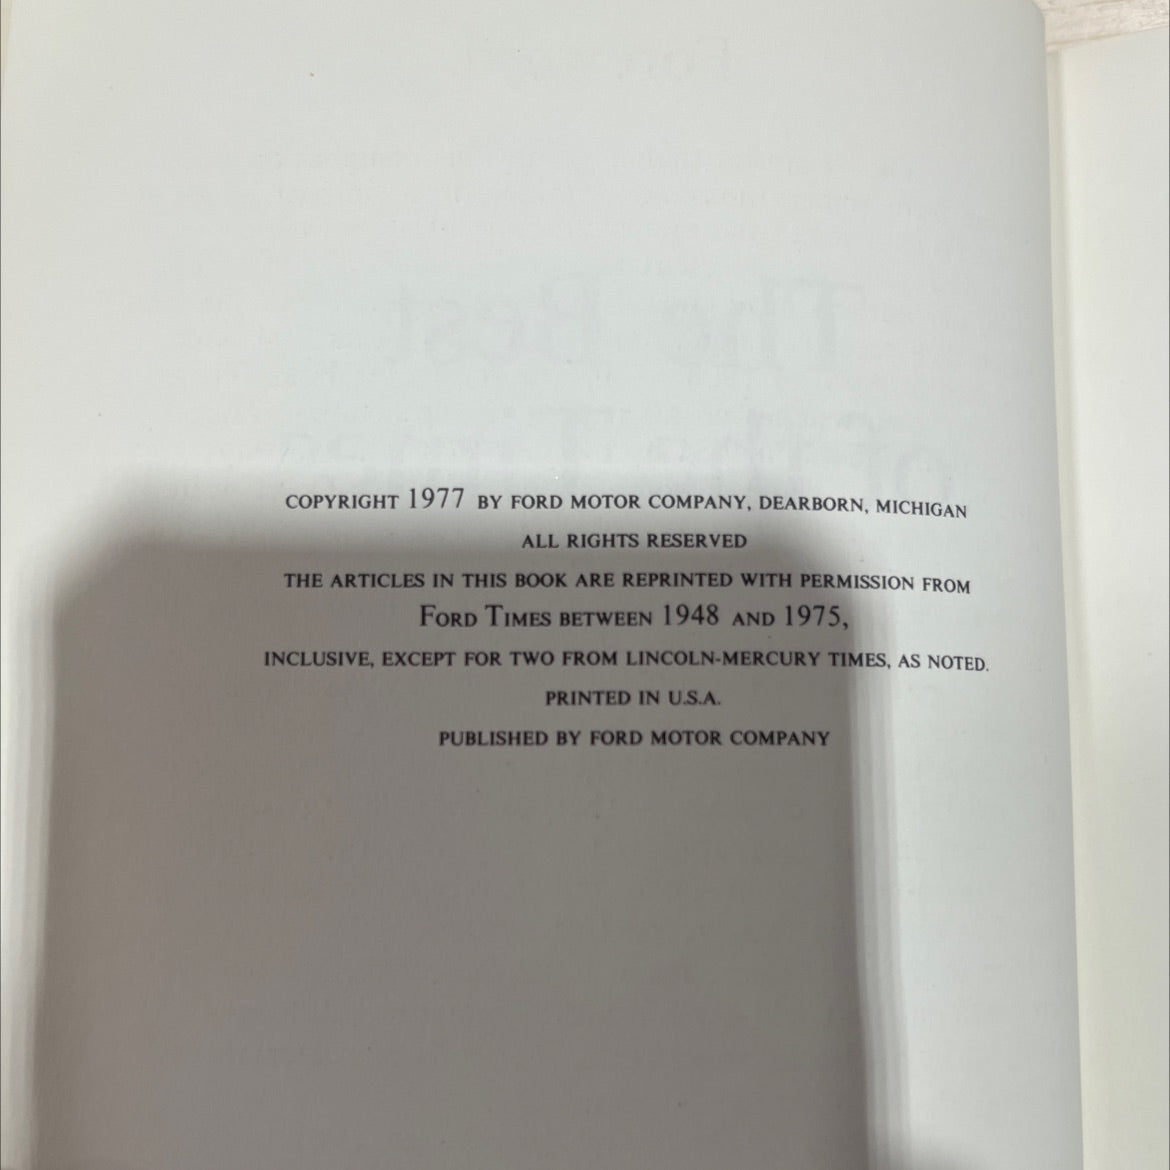 COPYRIGHT 1977 BY FORD MOTOR COMPANY, DEARBORN, MICHIGAN
ALL RIGHTS RESERVED
THE ARTICLES IN THIS BOOK ARE REPRINTED WITH PERMISSION FROM
FORD TIMES BETWEEN 1948 AND 1975,
INCLUSIVE, EXCEPT FOR TWO FROM LINCOLN-MERCURY TIMES, AS NOTED.
PRINTED IN U.S.A.
PUBLISHED BY FORD MOTOR COMPANY